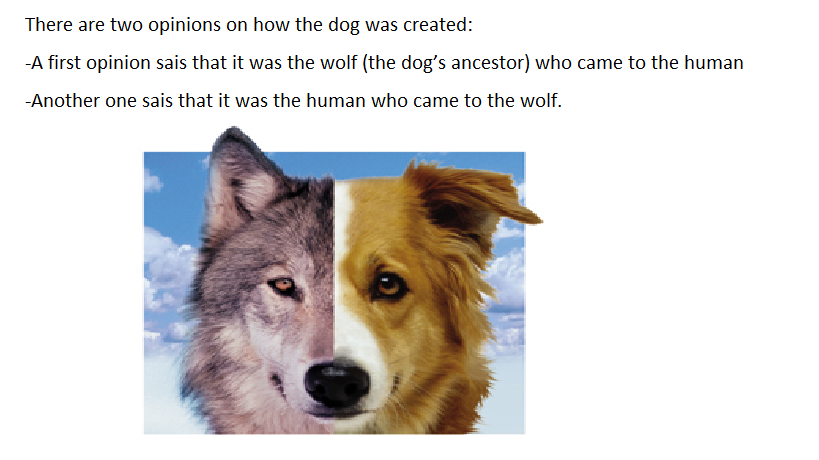 There are two opinions on how the dog was created:
-A first opinion sais that it was the wolf (the dog’s ancestor) who came to the human
-Another one sais that it was the human who came to the wolf.